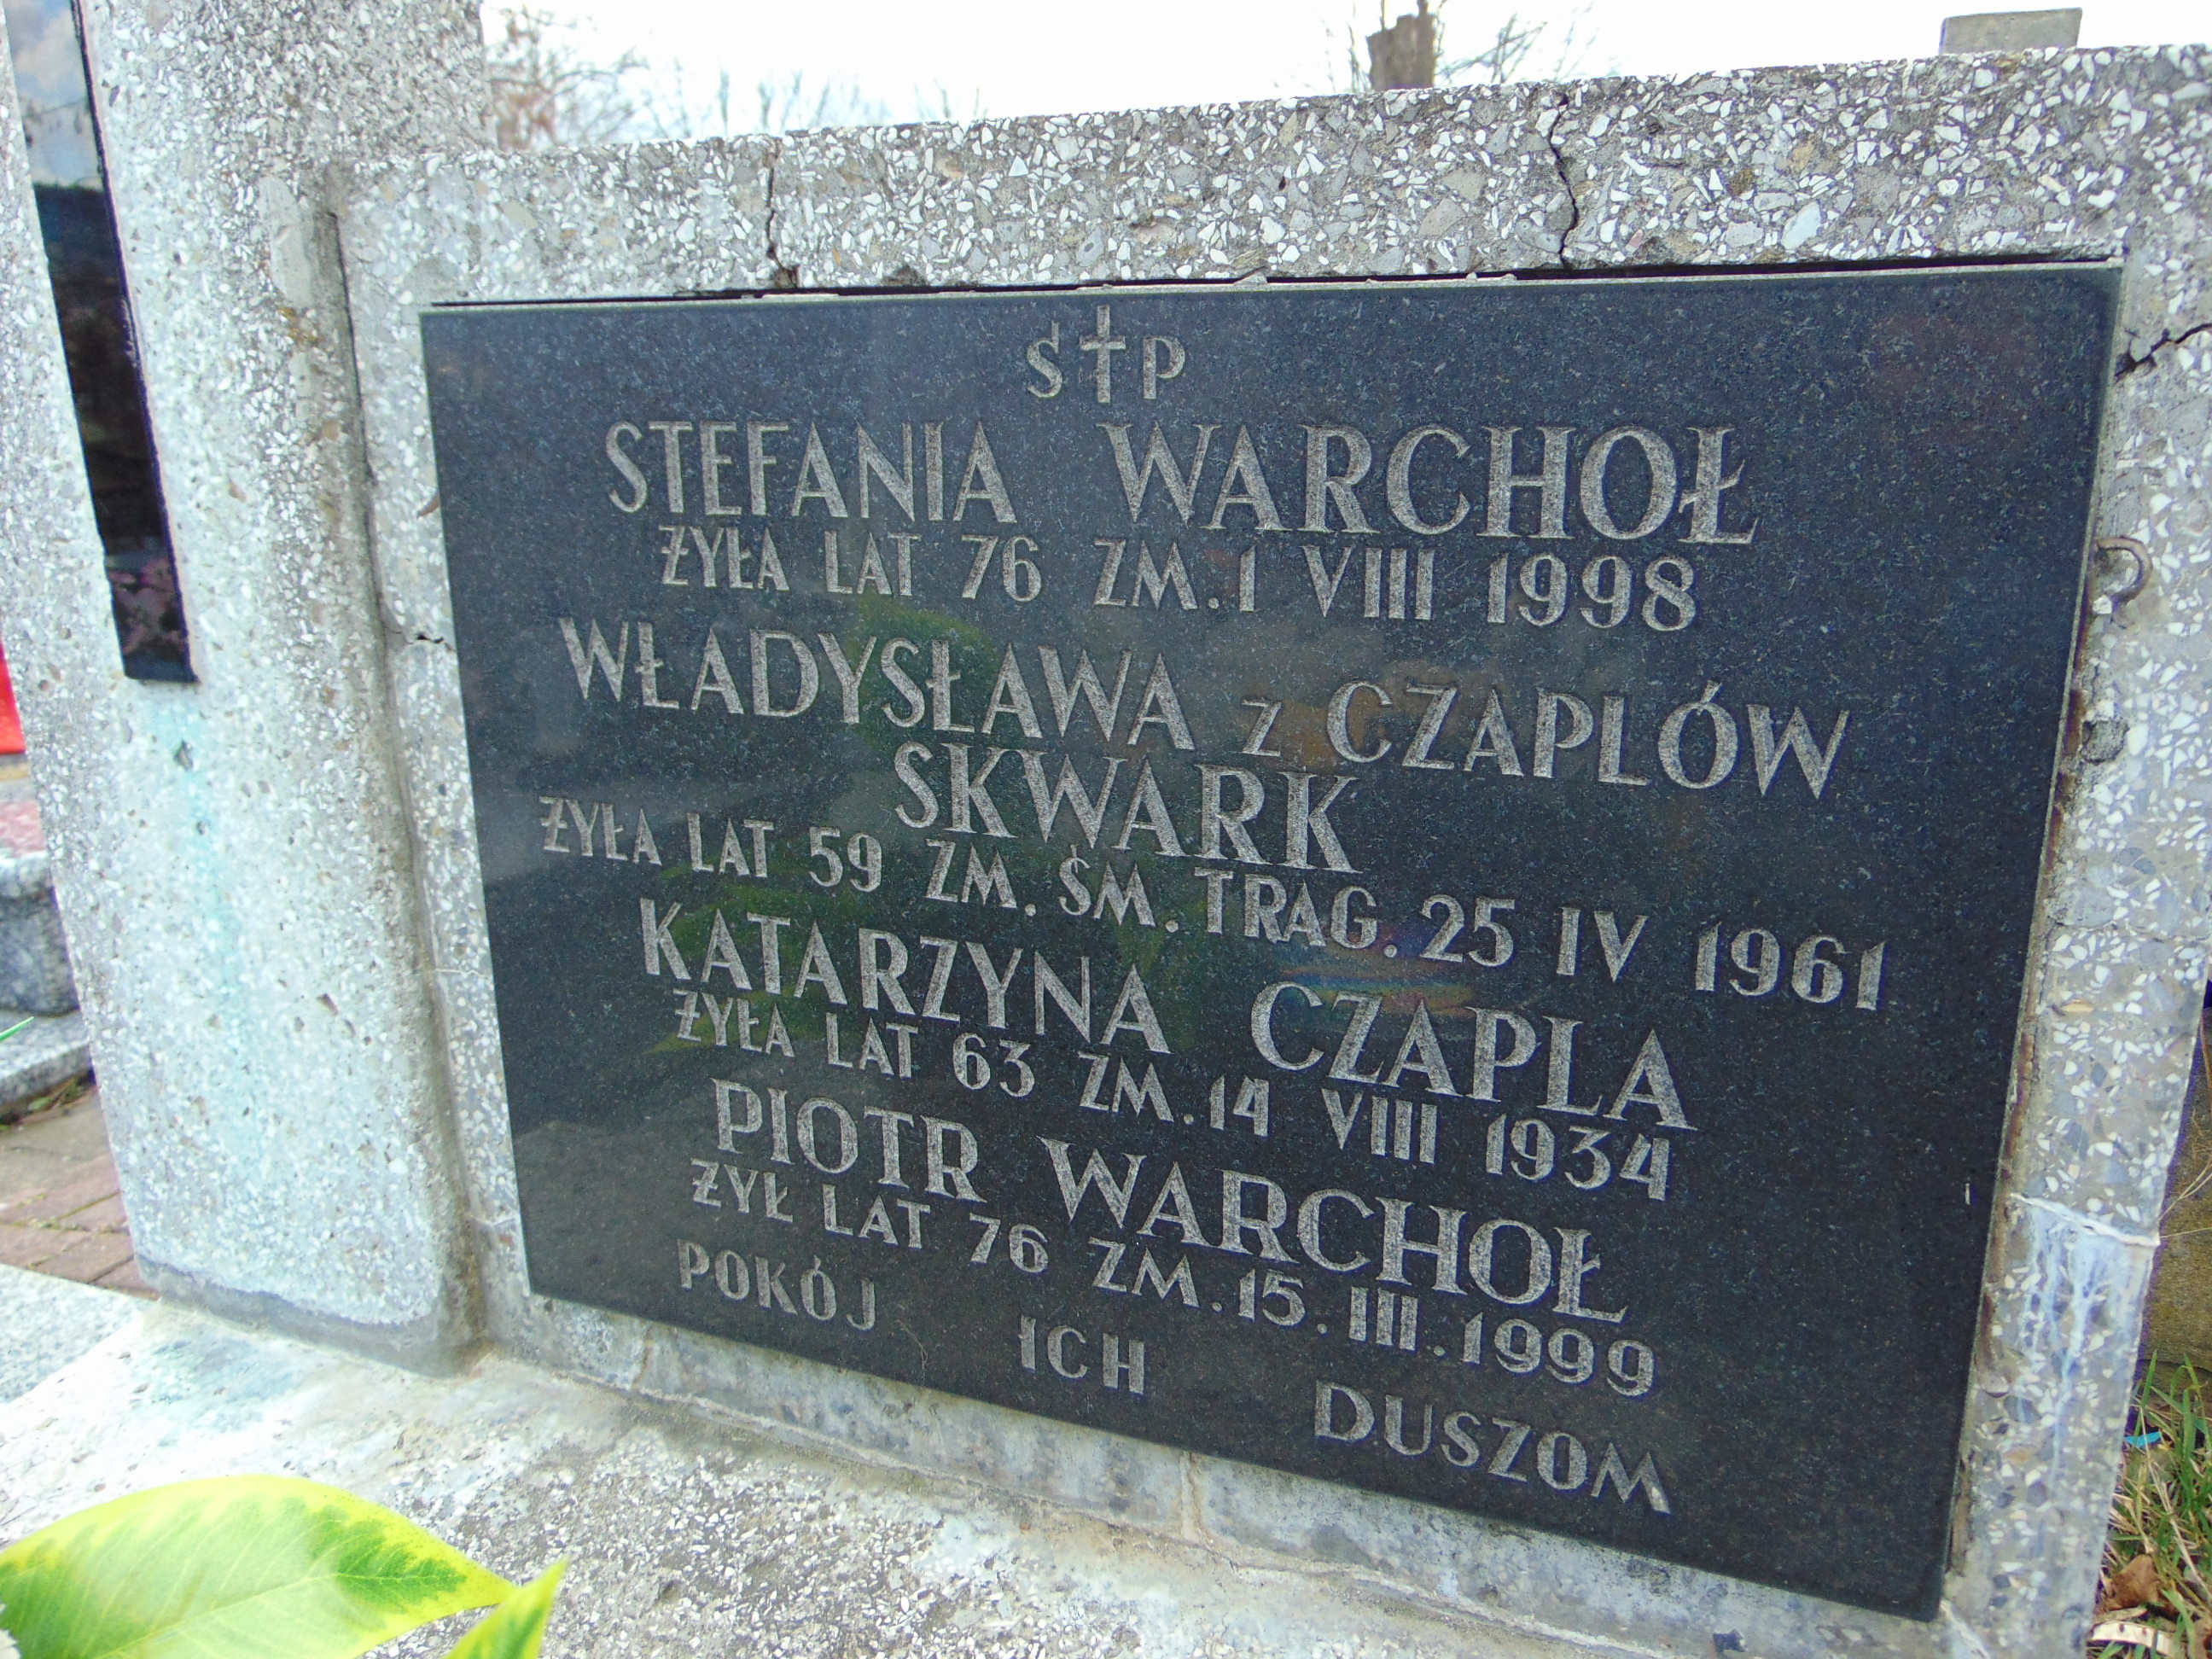 Ś†P
STEFANIA WARCHOŁ
ŻYŁA LAT 76 ZM. 1 VIII 1998
WŁADYSŁAWA z CZAPLÓW
SKWARK
ŻYŁA LAT 59 ZM. ŚM. TRAG. 25 IV 1961
KATARZYNA CZAPLA
ŻYŁA LAT 63 ZM. 14 VIII 1934
PIOTR WARCHOŁ
ŻYŁ LAT 76 ZM. 15. III. 1999
POKÓJ ICH DUSZOM